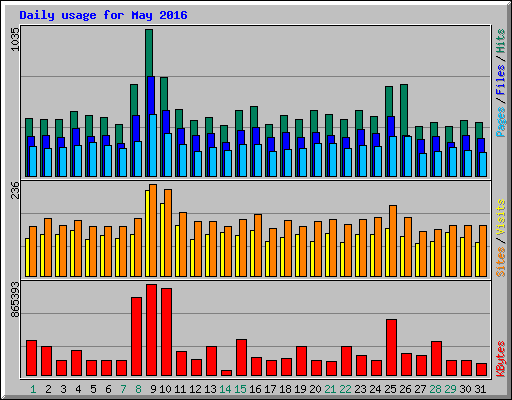 Daily usage for May 2016
1035
Pages / Files / Hits
236
Sites / Visits
865393
KBytes
1 2 3 4 5 6 7 8 9 10 11 12 13 14 15 16 17 18 19 20 21 22 23 24 25 26 27 28 29 30 31